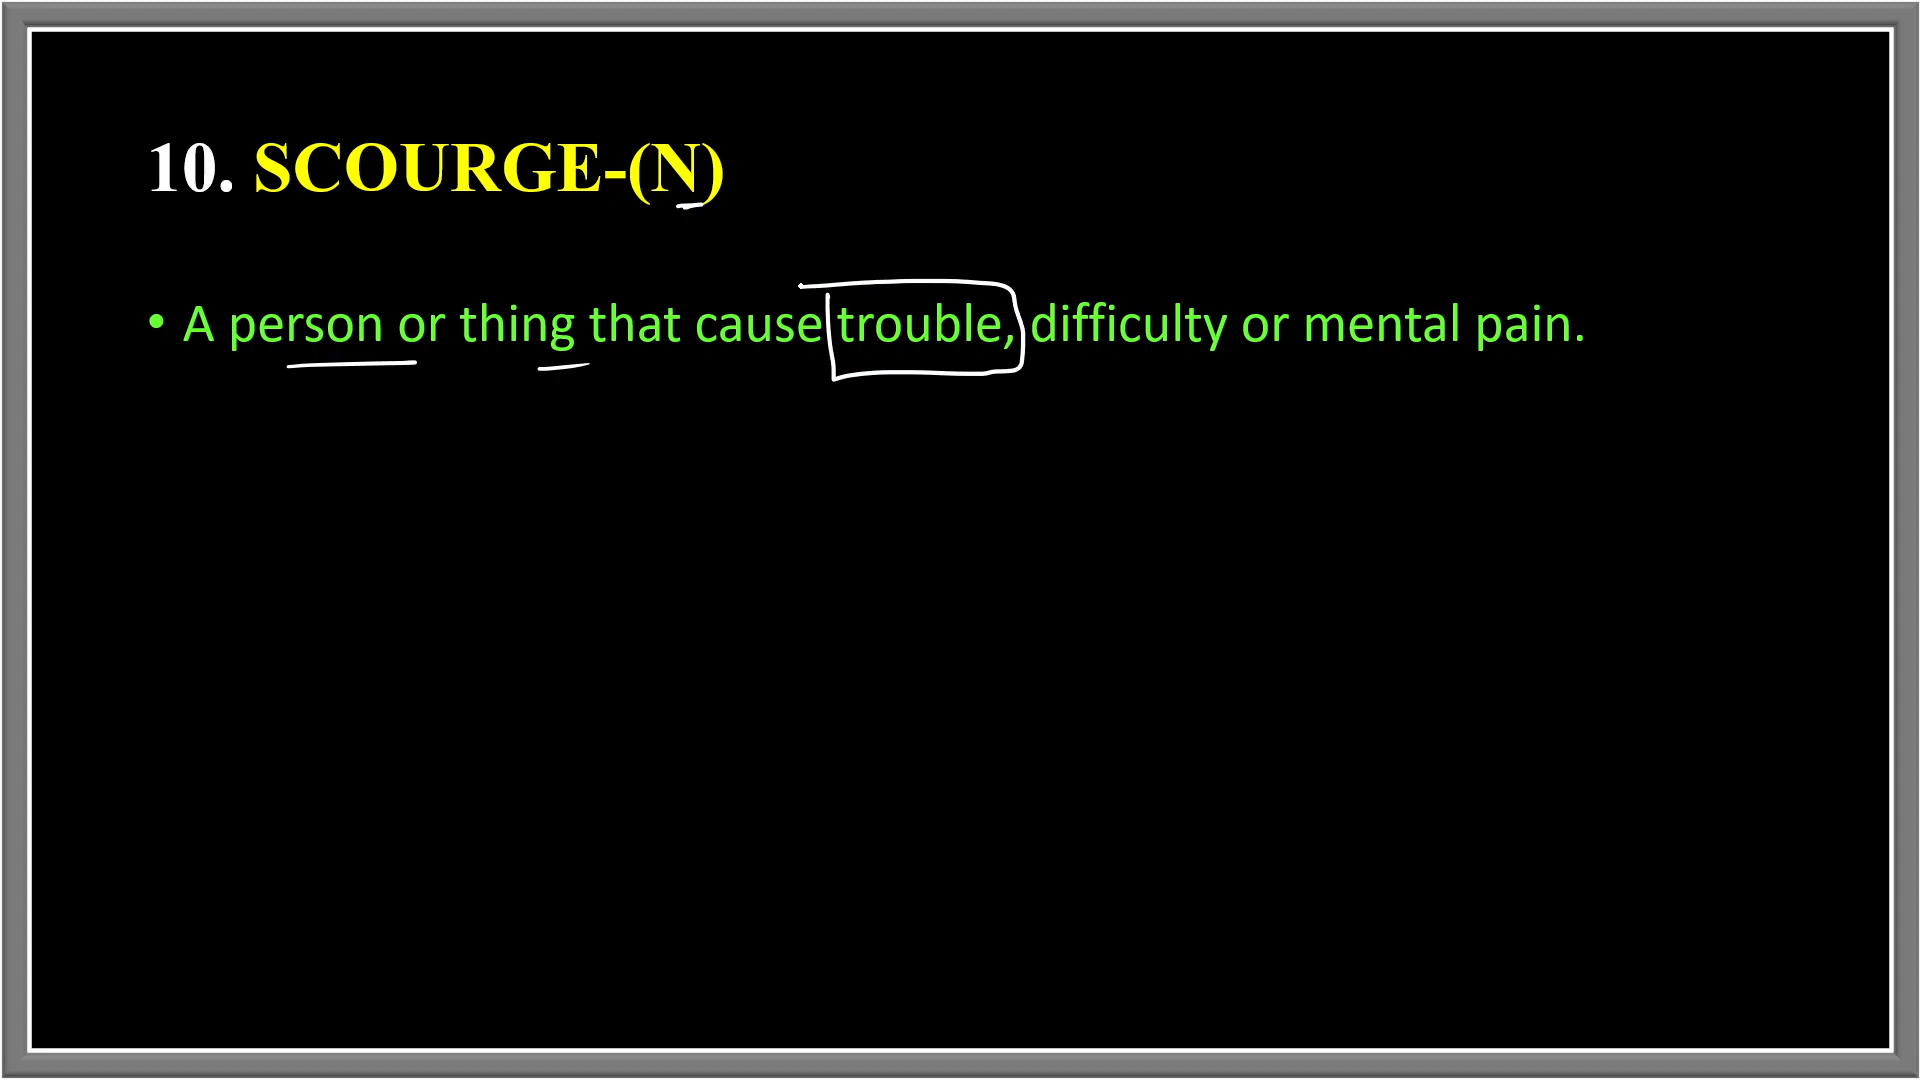 10. SCOURGE-(N)
• A person or thing that cause trouble, difficulty or mental pain.